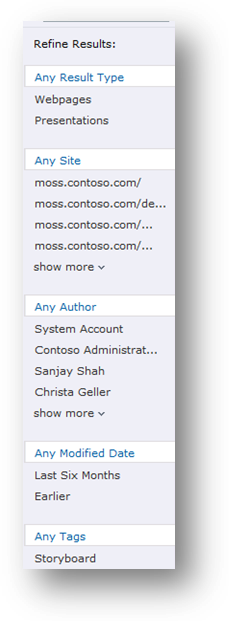 Refine Results:
Any Result Type
Webpages
Presentations
Any Site
moss.contoso.com/
moss.contoso.com/de...
moss.contoso.com/...
moss.contoso.com/...
show more
Any Author
System Account
Contoso Administrat...
Sanjay Shah
Christa Geller
show more
Any Modified Date
Last Six Months
Earlier
Any Tags
Storyboard